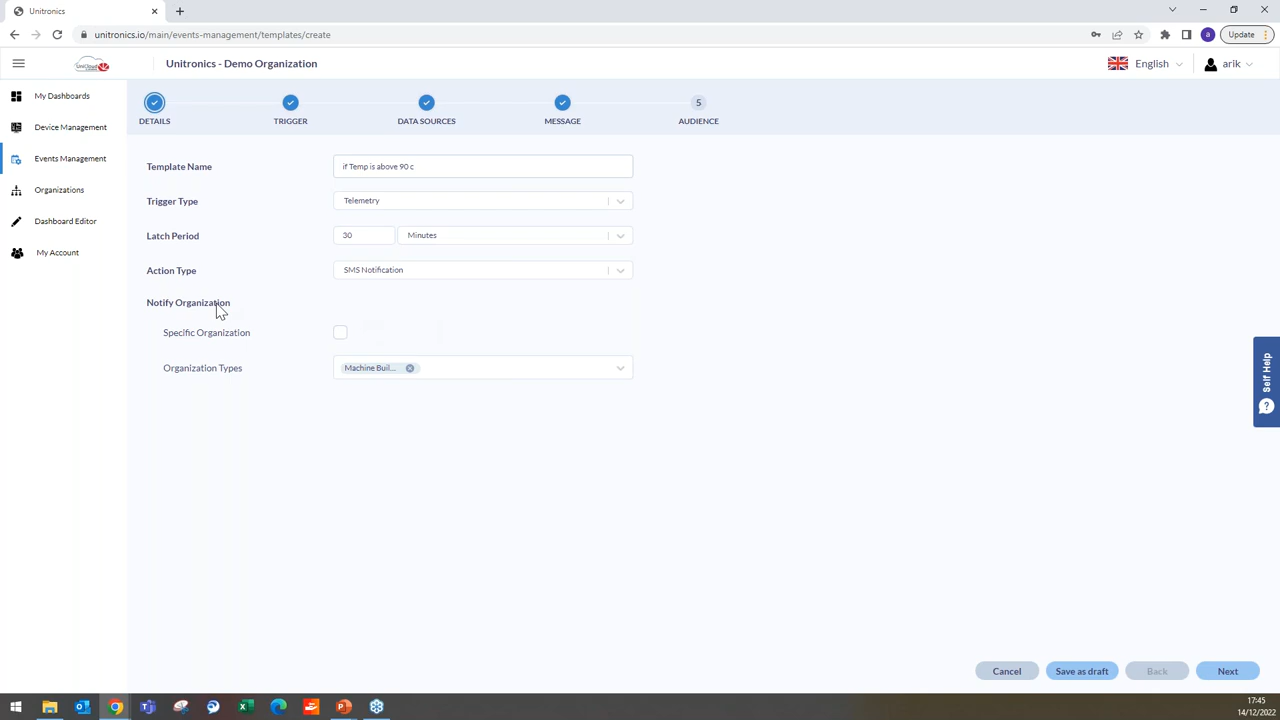 Unitronics
unitronics.io/main/events-management/templates/create
Update
a
UniCloud
Unitronics - Demo Organization
English
arik
My Dashboards
Device Management
Events Management
Organizations
Dashboard Editor
My Account
5
DETAILS
TRIGGER
DATA SOURCES
MESSAGE
AUDIENCE
Template Name
if Temp is above 90 c
Trigger Type
Telemetry
Latch Period
30
Minutes
Action Type
SMS Notification
Notify Organization
Specific Organization
Organization Types
Machine Buil...
Self Help
Cancel
Save as draft
Back
Next
17:45
14/12/2022